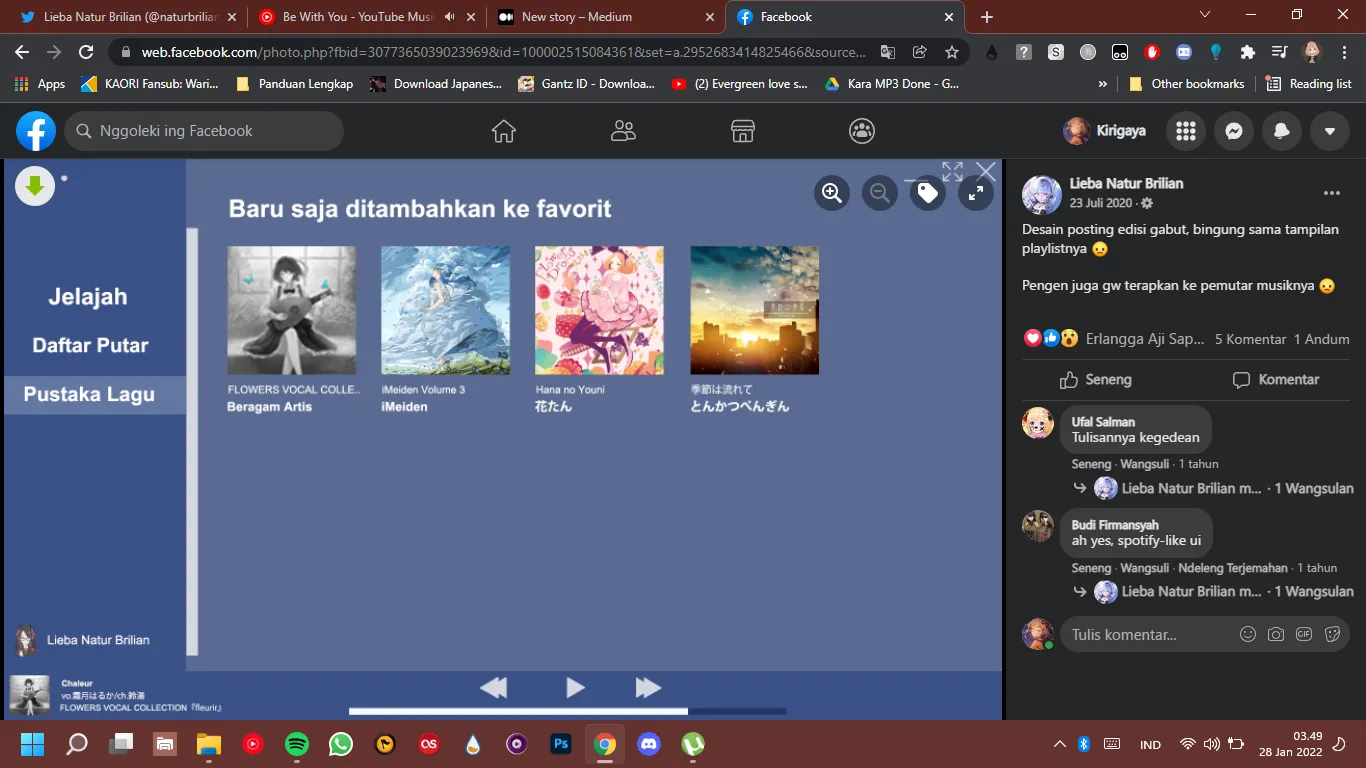 Lieba Natur Brilian (@naturbrilian
Be With You - YouTube Musi
New story – Medium
Facebook
web.facebook.com/photo.php?fbid=3077365039023969&id=100002515084361&set=a.295268341482546&source...
Apps
KAORI Fansub: Wari...
Panduan Lengkap
Download Japanes...
Gantz ID - Downloa...
(2) Evergreen love s...
Kara MP3 Done - G...
»
Other bookmarks
Reading list
Nggoleki ing Facebook
Kirigaya
Baru saja ditambahkan ke favorit
Jelajah
Daftar Putar
Pustaka Lagu
FLOWERS VOCAL COLLE..
Beragam Artis
iMeiden Volume 3
iMeiden
Hana no Youni
花たん
季節は流れて
とんかつぺんぎん
Lieba Natur Brilian
Chaleur
vo.霜月はるか/ch.鈴湯
FLOWERS VOCAL COLLECTION『fleurir』
Lieba Natur Brilian
23 Juli 2020 ·
Desain posting edisi gabut, bingung sama tampilan
playlistnya 😟
Pengen juga gw terapkan ke pemutar musiknya 😟
Erlangga Aji Sap... 5 Komentar 1 Andum
Seneng
Komentar
Ufal Salman
Tulisannya kegedean
Seneng · Wangsuli · 1 tahun
Lieba Natur Brilian m... · 1 Wangsulan
Budi Firmansyah
ah yes, spotify-like ui
Seneng · Wangsuli · Ndeleng Terjemahan · 1 tahun
Lieba Natur Brilian m... · 1 Wangsulan
Tulis komentar...
GIF
Ps
IND
03.49
28 Jan 2022